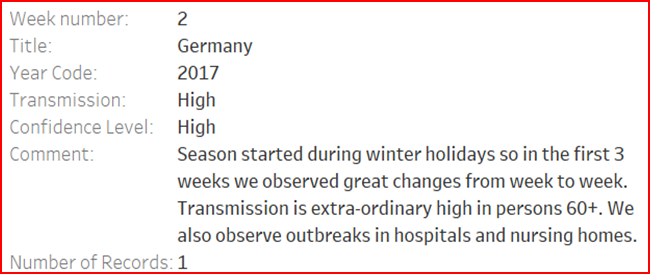 Week number: 2
Title: Germany
Year Code: 2017
Transmission: High
Confidence Level: High
Comment: Season started during winter holidays so in the first 3
weeks we observed great changes from week to week.
Transmission is extra-ordinary high in persons 60+. We
also observe outbreaks in hospitals and nursing homes.
Number of Records: 1